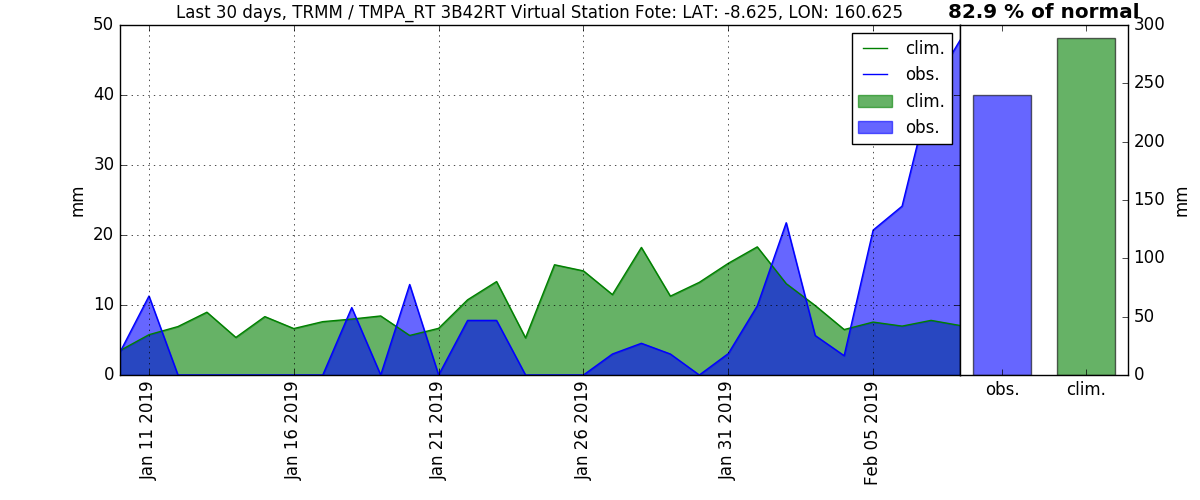 Last 30 days, TRMM / TMPA_RT 3B42RT Virtual Station Fote: LAT: -8.625, LON: 160.625
82.9 % of normal
50
40
30
20
10
0
mm
clim.
obs.
clim.
obs.
300
250
200
150
100
50
0
mm
Jan 11 2019
Jan 16 2019
Jan 21 2019
Jan 26 2019
Jan 31 2019
Feb 05 2019
obs.
clim.